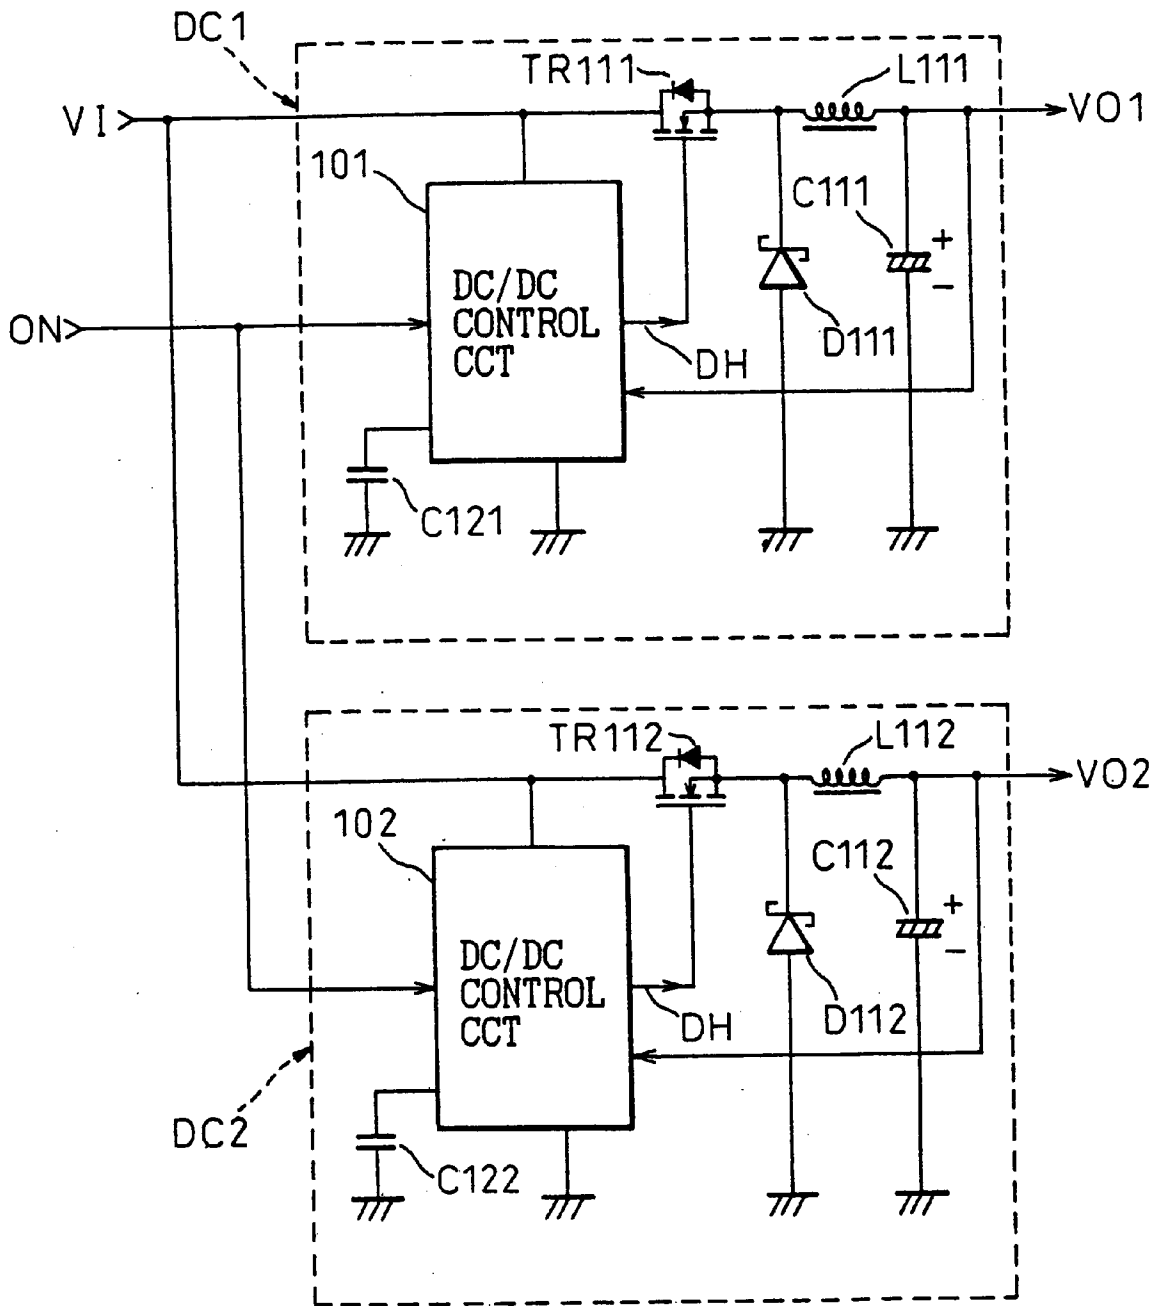 DC1
TR111
L111
VI
VO1
101
C111
+
-
DC/DC
CONTROL
CCT
ON
DH
D111
C121
TR112
L112
VO2
102
C112
+
-
DC/DC
CONTROL
CCT
DH
D112
DC2
C122